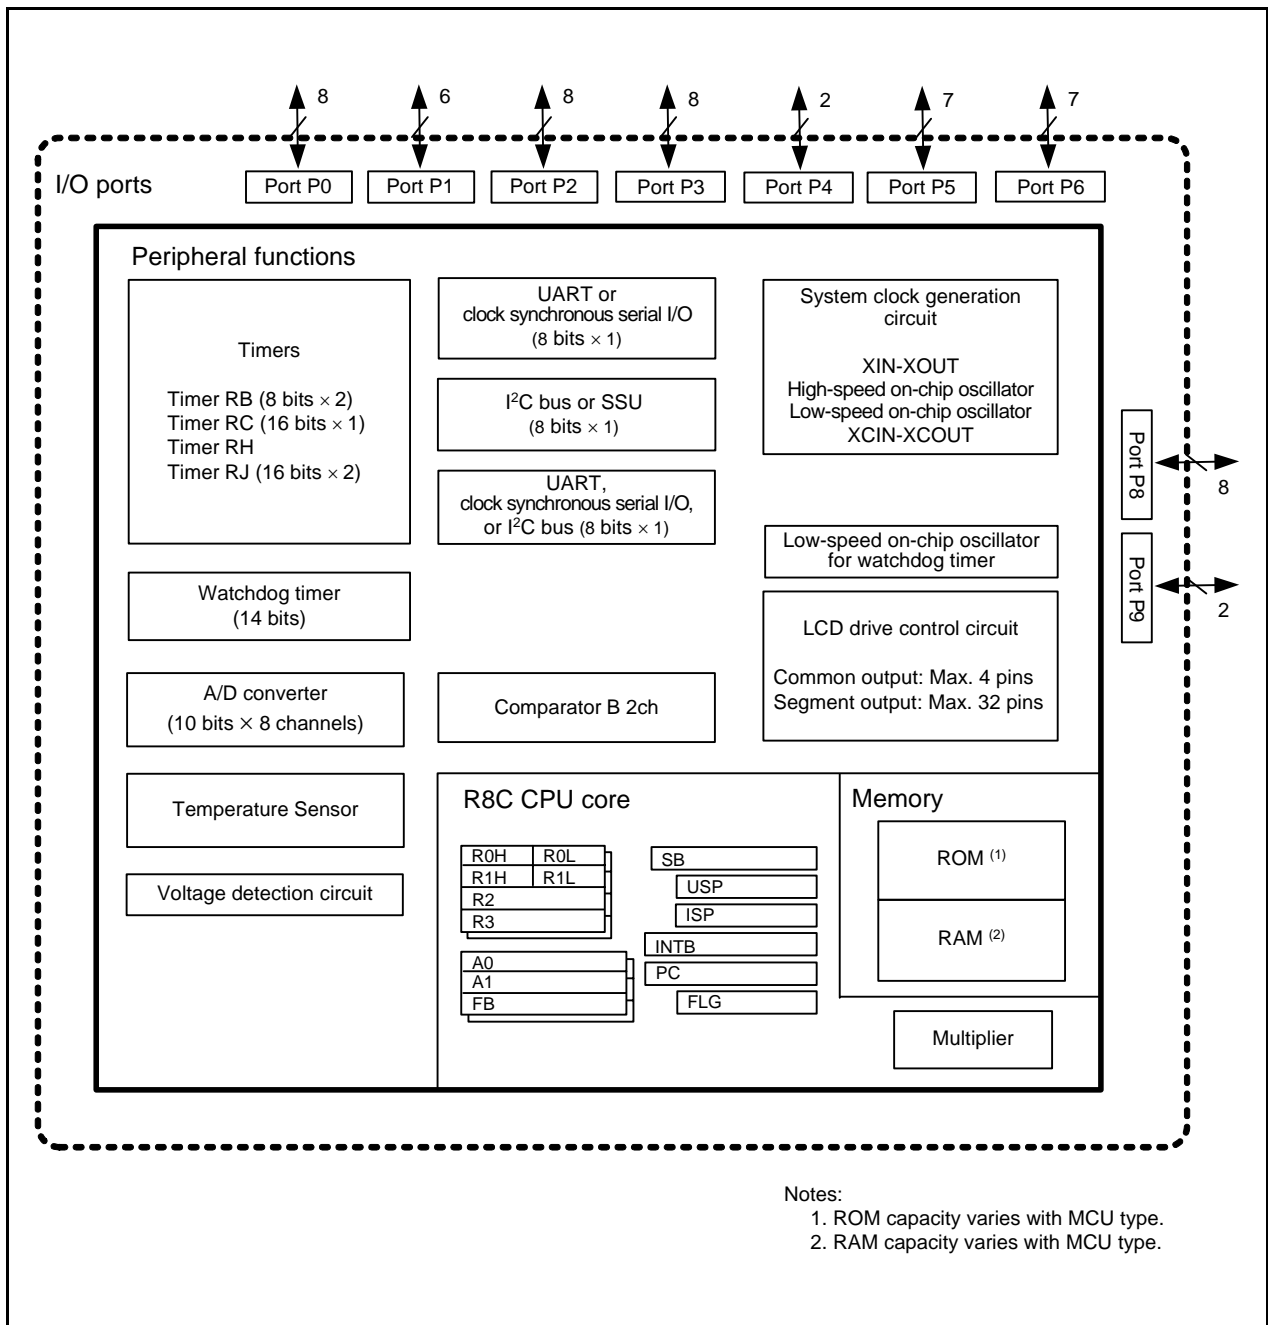 8 6 8 8 2 7 7
I/O ports
Port P0 Port P1 Port P2 Port P3 Port P4 Port P5 Port P6
Peripheral functions
Timers
Timer RB (8 bits × 2)
Timer RC (16 bits × 1)
Timer RH
Timer RJ (16 bits × 2)
UART or
clock synchronous serial I/O
(8 bits × 1)
I²C bus or SSU
(8 bits × 1)
UART,
clock synchronous serial I/O,
or I²C bus (8 bits × 1)
System clock generation
circuit
XIN-XOUT
High-speed on-chip oscillator
Low-speed on-chip oscillator
XCIN-XCOUT
Port P8
8
Port P9
2
Low-speed on-chip oscillator
for watchdog timer
Watchdog timer
(14 bits)
LCD drive control circuit
Common output: Max. 4 pins
Segment output: Max. 32 pins
A/D converter
(10 bits × 8 channels)
Comparator B 2ch
Temperature Sensor
Voltage detection circuit
R8C CPU core
R0H R0L
R1H R1L
R2
R3
A0
A1
FB
SB
USP
ISP
INTB
PC
FLG
Memory
ROM (1)
RAM (2)
Multiplier
Notes:
1. ROM capacity varies with MCU type.
2. RAM capacity varies with MCU type.